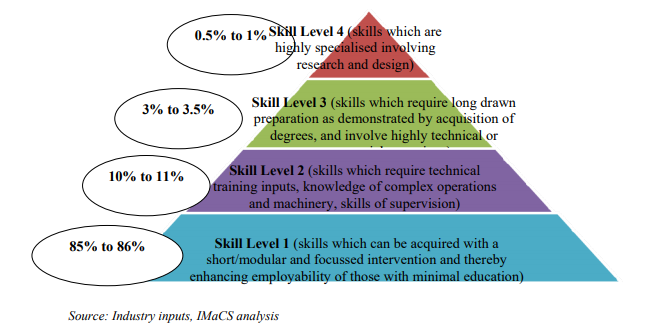 0.5% to 1%
Skill Level 4 (skills which are
highly specialised involving
research and design)
3% to 3.5%
Skill Level 3 (skills which require long drawn
preparation as demonstrated by acquisition of
degrees, and involve highly technical or
10% to 11%
Skill Level 2 (skills which require technical
training inputs, knowledge of complex operations
and machinery, skills of supervision)
85% to 86%
Skill Level 1 (skills which can be acquired with a
short/modular and focussed intervention and thereby
enhancing employability of those with minimal education)
Source: Industry inputs, IMaCS analysis